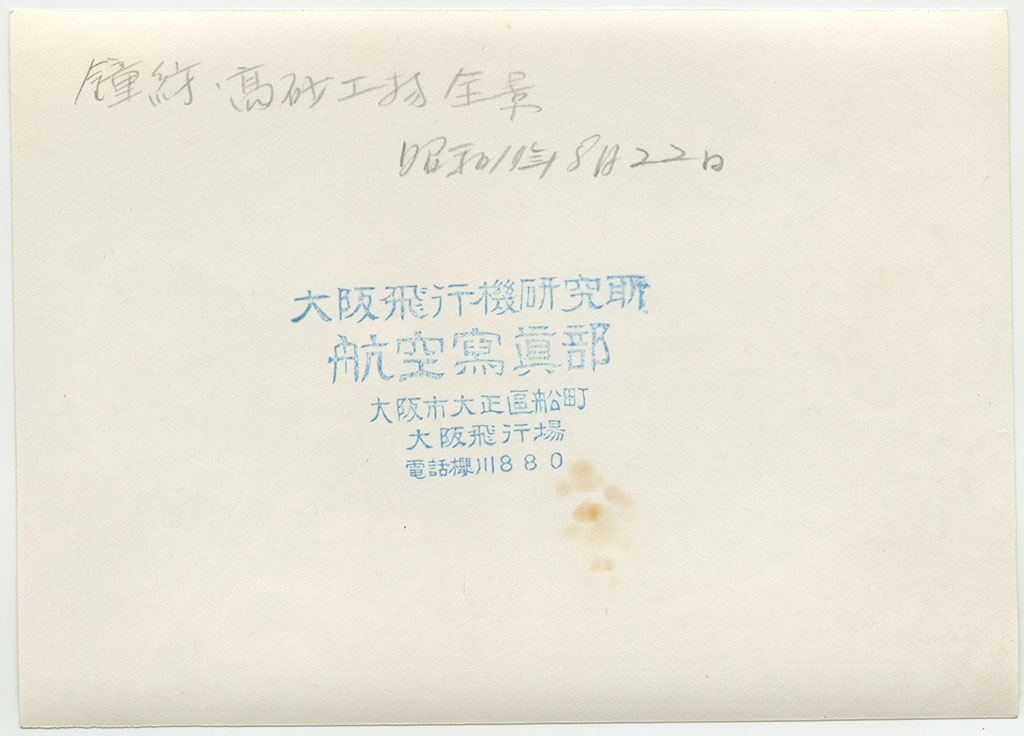 鐘紡・高砂工場全景
昭和11年8月22日
大阪飛行機研究所
航空寫眞部
大阪市大正區船町
大阪飛行場
電話櫻川880